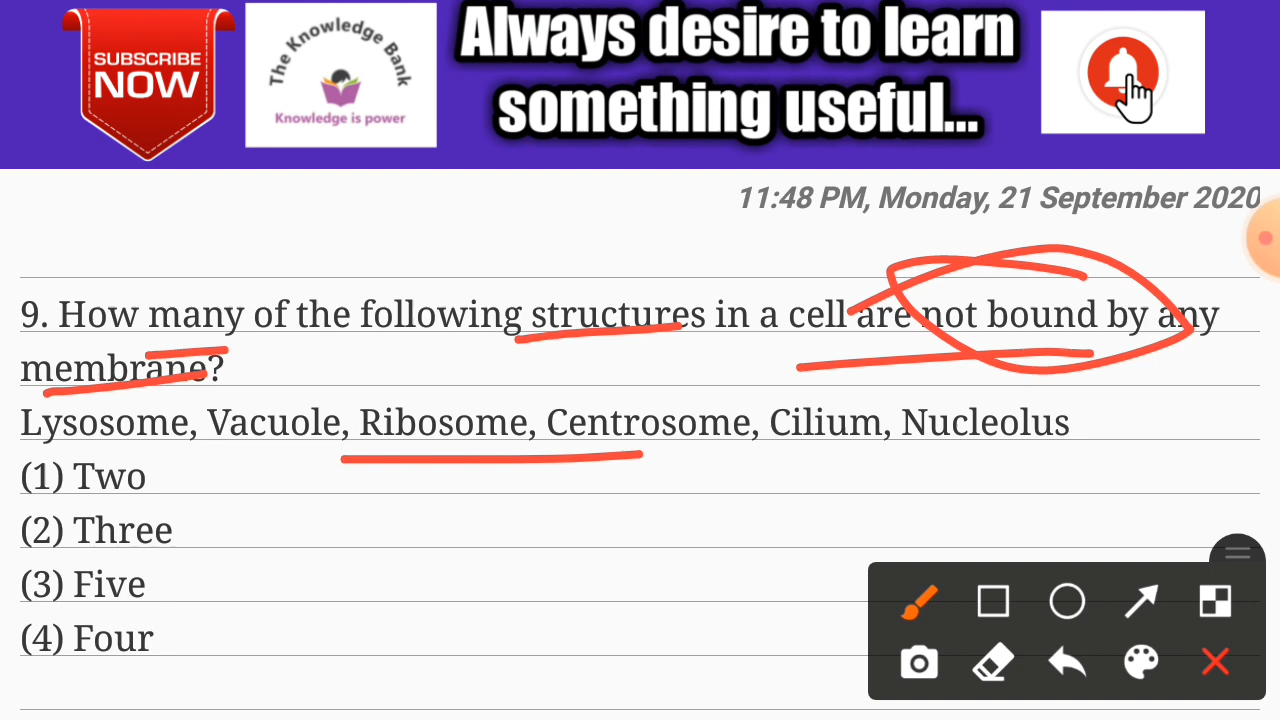 SUBSCRIBE
NOW
The Knowledge Bank
Knowledge is power
Always desire to learn
something useful...
11:48 PM, Monday, 21 September 2020
9. How many of the following structures in a cell are not bound by any
membrane?
Lysosome, Vacuole, Ribosome, Centrosome, Cilium, Nucleolus
(1) Two
(2) Three
(3) Five
(4) Four